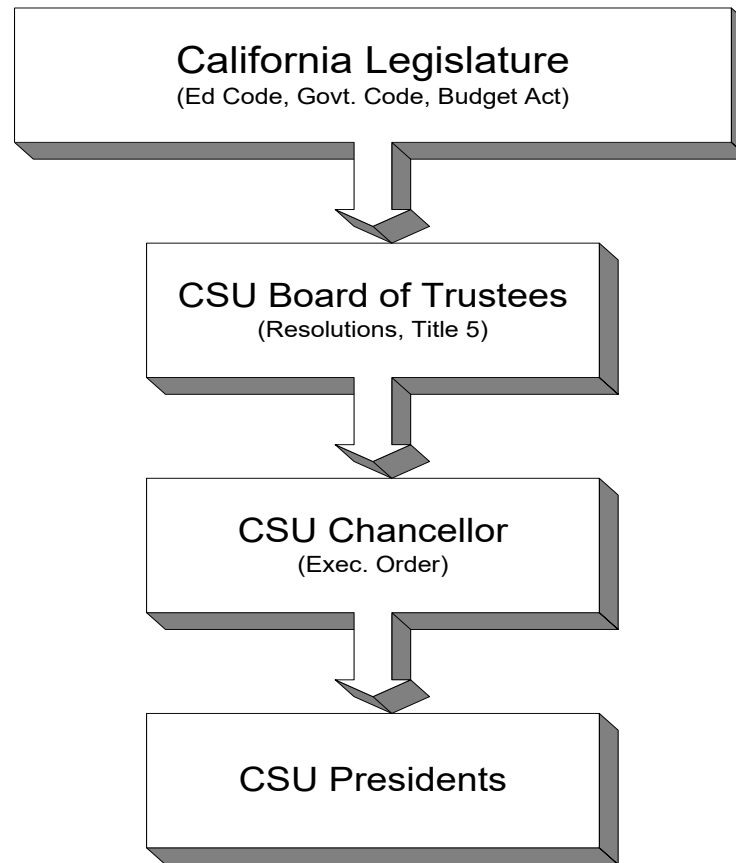 California Legislature
(Ed Code, Govt. Code, Budget Act)
CSU Board of Trustees
(Resolutions, Title 5)
CSU Chancellor
(Exec. Order)
CSU Presidents